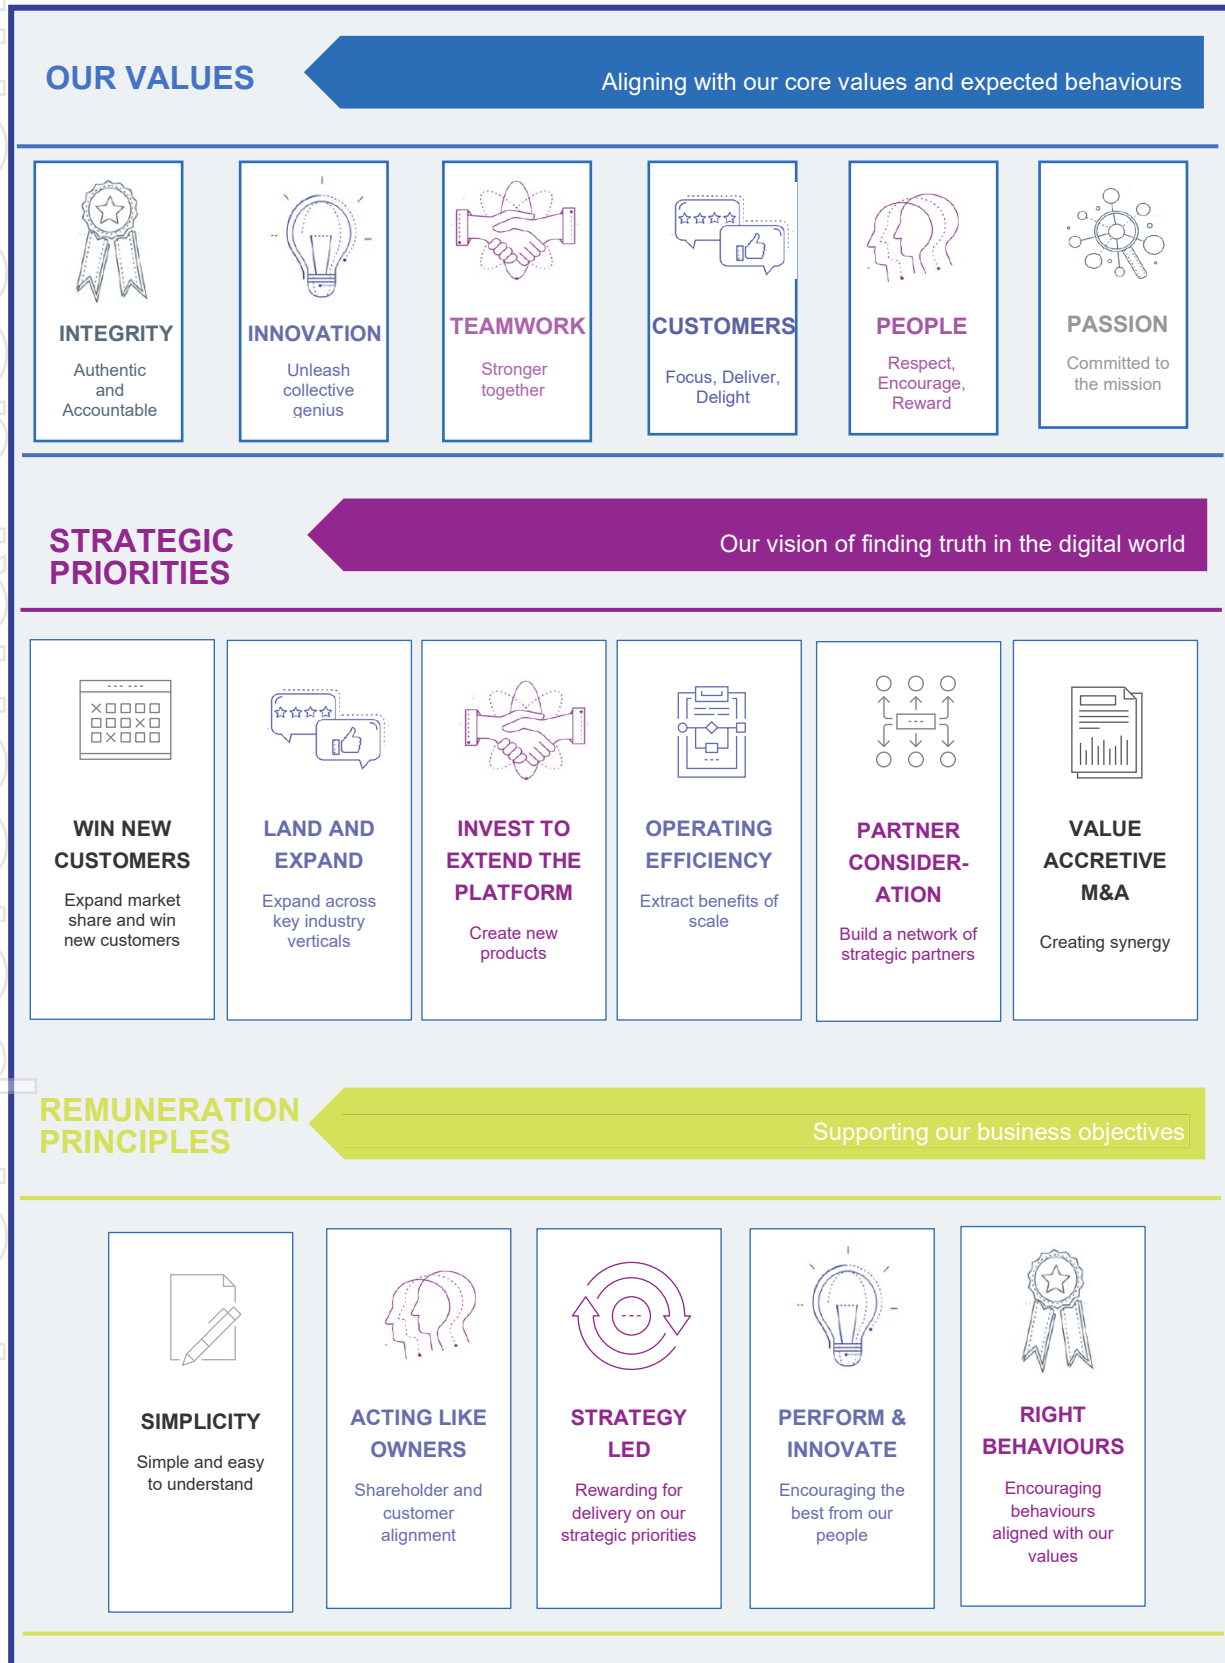 OUR VALUES
Aligning with our core values and expected behaviours
INTEGRITY
Authentic
and
Accountable
INNOVATION
Unleash
collective
genius
TEAMWORK
Stronger
together
CUSTOMERS
Focus, Deliver,
Delight
PEOPLE
Respect,
Encourage,
Reward
PASSION
Committed to
the mission
STRATEGIC
PRIORITIES
Our vision of finding truth in the digital world
WIN NEW
CUSTOMERS
Expand market
share and win
new customers
LAND AND
EXPAND
Expand across
key industry
verticals
INVEST TO
EXTEND THE
PLATFORM
Create new
products
OPERATING
EFFICIENCY
Extract benefits of
scale
PARTNER
CONSIDER-
ATION
Build a network of
strategic partners
VALUE
ACCRETIVE
M&A
Creating synergy
REMUNERATION
PRINCIPLES
Supporting our business objectives
SIMPLICITY
Simple and easy
to understand
ACTING LIKE
OWNERS
Shareholder and
customer
alignment
STRATEGY
LED
Rewarding for
delivery on our
strategic priorities
PERFORM &
INNOVATE
Encouraging the
best from our
people
RIGHT
BEHAVIOURS
Encouraging
behaviours
aligned with our
values